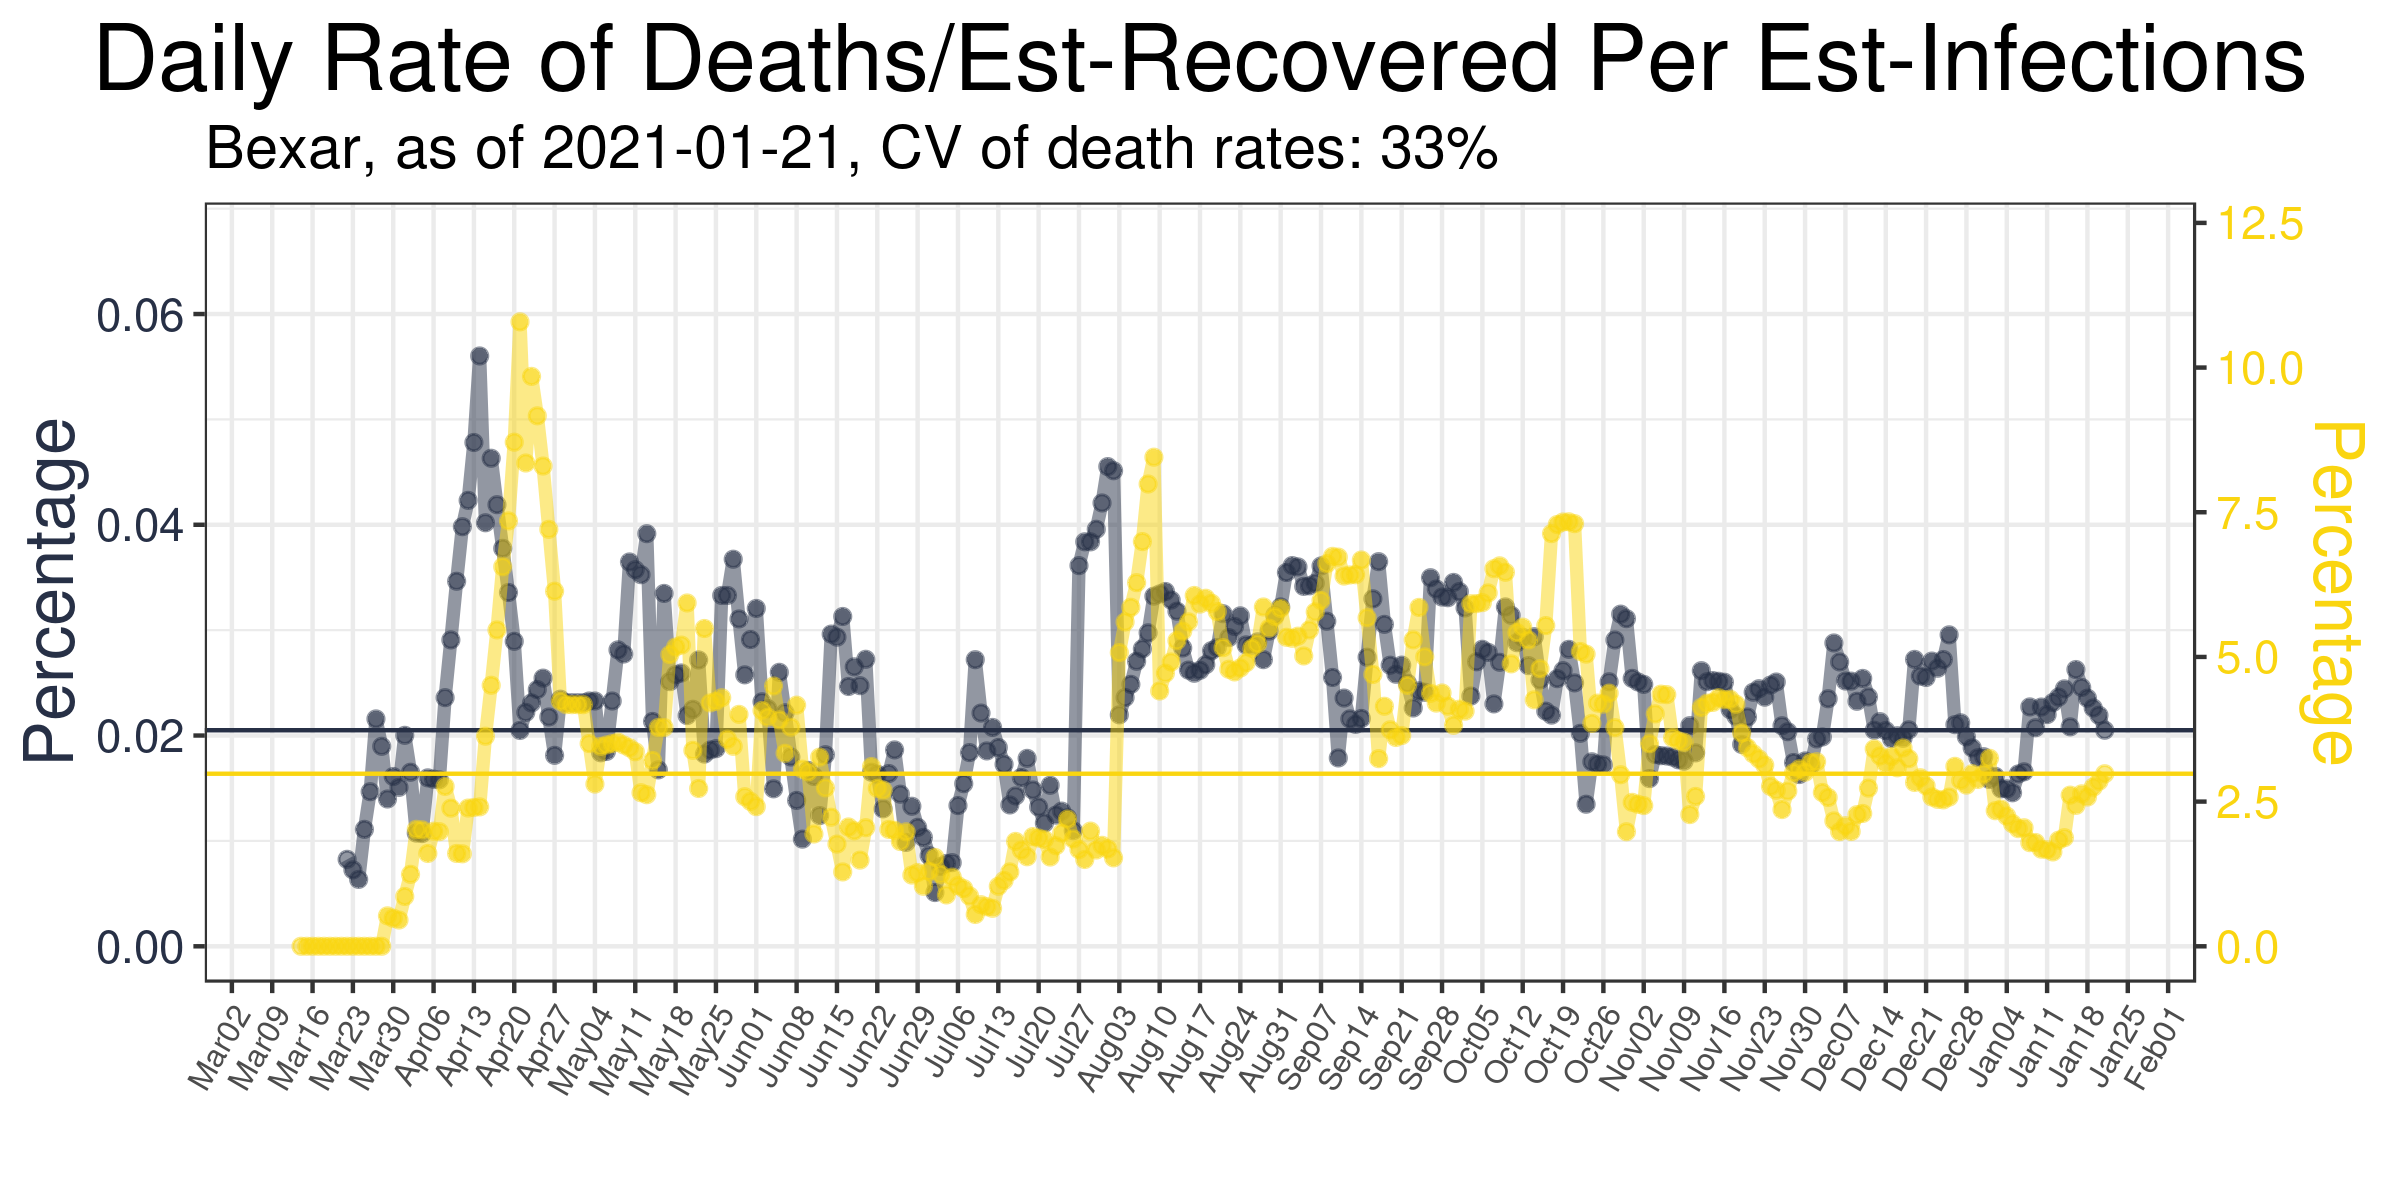 Daily Rate of Deaths/Est-Recovered Per Est-Infections
Bexar, as of 2021-01-21, CV of death rates: 33%
Percentage
0.06
0.04
0.02
0.00
12.5
10.0
7.5
5.0
2.5
0.0
Percentage
Mar02 Mar09 Mar16 Mar23 Mar30 Apr06 Apr13 Apr20 Apr27 May04 May11 May18 May25 Jun01 Jun08 Jun15 Jun22 Jun29 Jul06 Jul13 Jul20 Jul27 Aug03 Aug10 Aug17 Aug24 Aug31 Sep07 Sep14 Sep21 Sep28 Oct05 Oct12 Oct19 Oct26 Nov02 Nov09 Nov16 Nov23 Nov30 Dec07 Dec14 Dec21 Dec28 Jan04 Jan11 Jan18 Jan25 Feb01